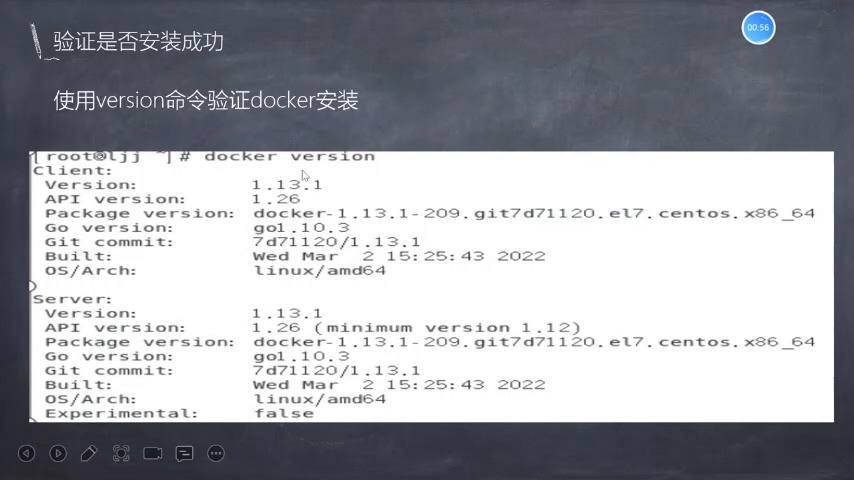 验证是否安装成功
00:56
使用version命令验证docker安装
[root@ljj ~]# docker version
Client:
Version: 1.13.1
API version: 1.26
Package version: docker-1.13.1-209.git7d71120.el7.centos.x86_64
Go version: go1.10.3
Git commit: 7d71120/1.13.1
Built: Wed Mar 2 15:25:43 2022
OS/Arch: linux/amd64
Server:
Version: 1.13.1
API version: 1.26 (minimum version 1.12)
Package version: docker-1.13.1-209.git7d71120.el7.centos.x86_64
Go version: go1.10.3
Git commit: 7d71120/1.13.1
Built: Wed Mar 2 15:25:43 2022
OS/Arch: linux/amd64
Experimental: false